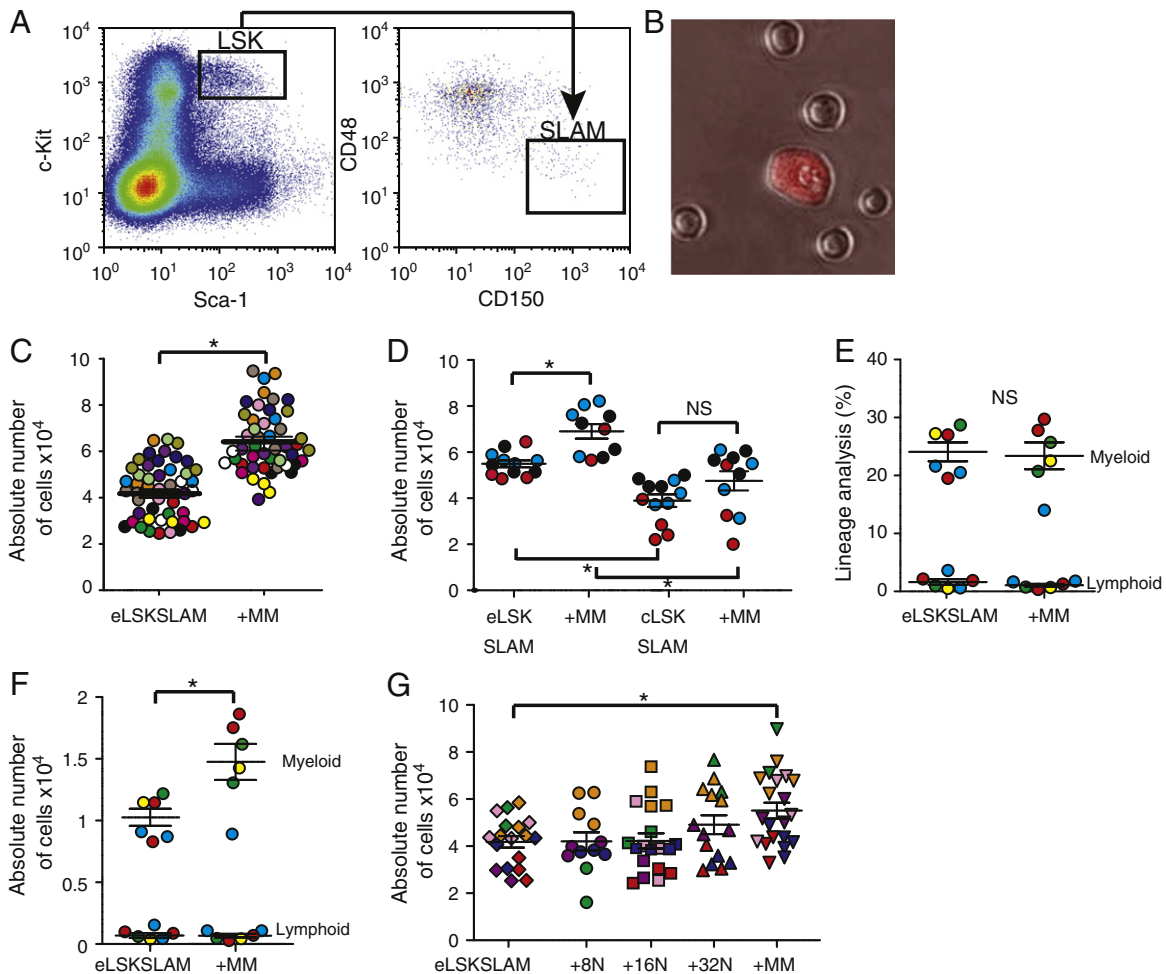 A
c-Kit
10⁴
10³
10²
10¹
10⁰
LSK
10⁰ 10¹ 10² 10³ 10⁴
Sca-1
CD48
10⁴
10³
10²
10¹
10⁰
SLAM
10⁰ 10¹ 10² 10³ 10⁴
CD150
B
C
Absolute number
of cells x10⁴
10
8
6
4
2
0
*
eLSKSLAM +MM
D
Absolute number
of cells x10⁴
10
8
6
4
2
0
*
NS
*
*
eLSK +MM cLSK +MM
SLAM SLAM
E
Lineage analysis (%)
40
30
20
10
0
NS
Myeloid
Lymphoid
eLSKSLAM +MM
F
Absolute number
of cells x10⁴
2
1.5
1
0.5
0
*
Myeloid
Lymphoid
eLSKSLAM +MM
G
Absolute number
of cells x10⁴
10
8
6
4
2
0
*
eLSKSLAM +8N +16N +32N +MM